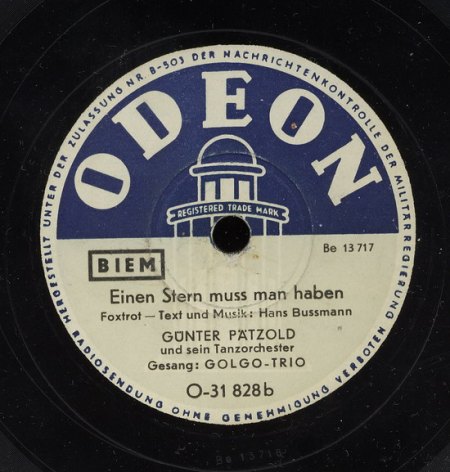 HERGESTELLT UNTER DER ZULASSUNG NR. B-503 DER NACHRICHTENKONTROLLE DER MILITÄR REGIERUNG
ODEON
REGISTERED TRADE MARK
Be 13 717
BIEM
Einen Stern muss man haben
Foxtrot — Text und Musik: Hans Bussmann
GÜNTER PÄTZOLD
und sein Tanzorchester
Gesang: GOLGO-TRIO
O-31 828 b
RADIOSENDUNG OHNE GENEHMIGUNG VERBOTEN